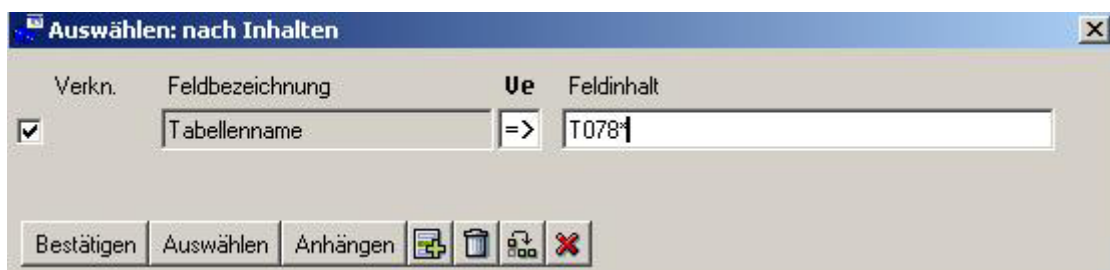 Auswählen: nach Inhalten
Verkn. Feldbezeichnung Ve Feldinhalt
Tabellenname => T078*
Bestätigen Auswählen Anhängen